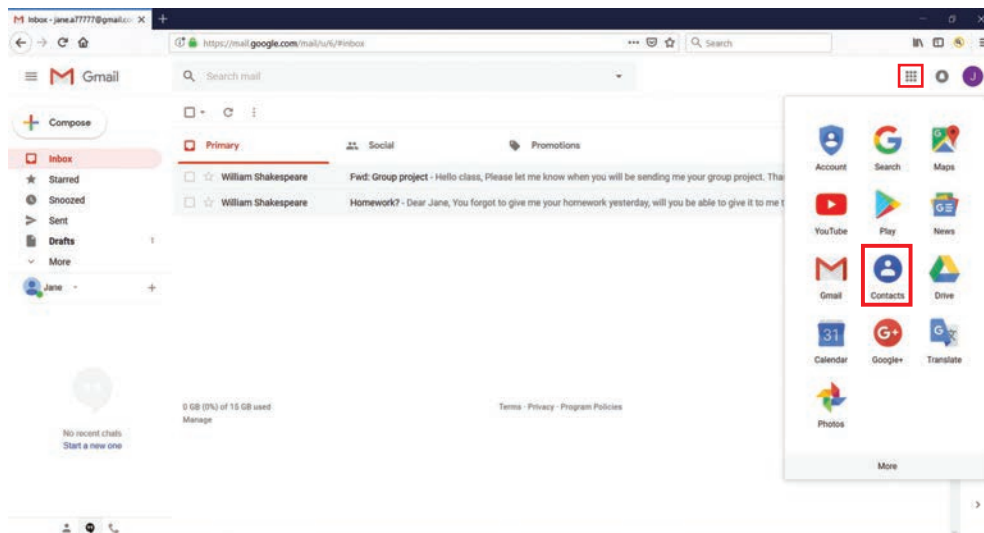 Inbox - jane.a77777@gmail.co
https://mail.google.com/mail/u/6/#inbox
Search
Gmail
Search mail
Compose
Primary
Social
Promotions
Inbox
Starred
Snoozed
Sent
Drafts 1
More
Jane
William Shakespeare Fwd: Group project - Hello class, Please let me know when you will be sending me your group project. Tha
William Shakespeare Homework? - Dear Jane, You forgot to give me your homework yesterday, will you be able to give it to me t
0 GB (0%) of 15 GB used
Manage
Terms - Privacy - Program Policies
No recent chats
Start a new one
J
Account Search Maps
YouTube Play News
Gmail Contacts Drive
31
Calendar Google+ Translate
Photos
More